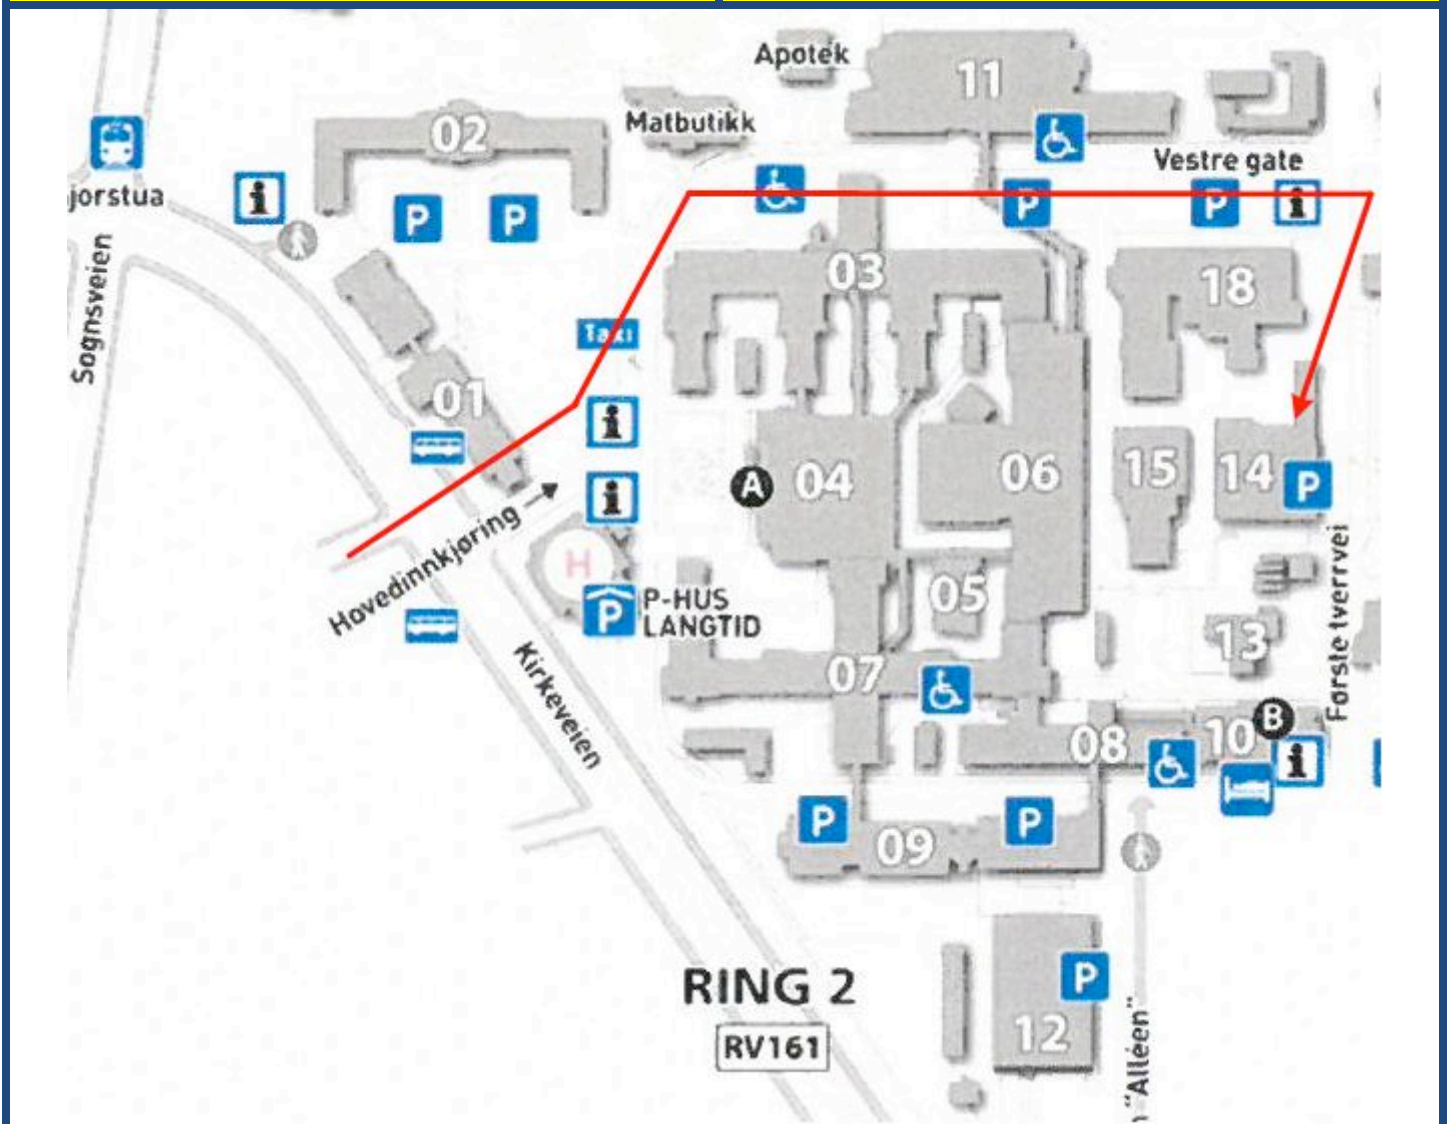 Apotek
11
Matbutikk
02
Vestre gate
jorstua
P
P
P
P
03
18
Sognsveien
Taxi
01
04
06
15
14
P
A
Hovedinnkjøring
H
P
P-HUS
LANGTID
05
13
Første tverrvei
07
Kirkeveien
08
10
B
P
P
09
P
RING 2
RV161
12
"Alléen"